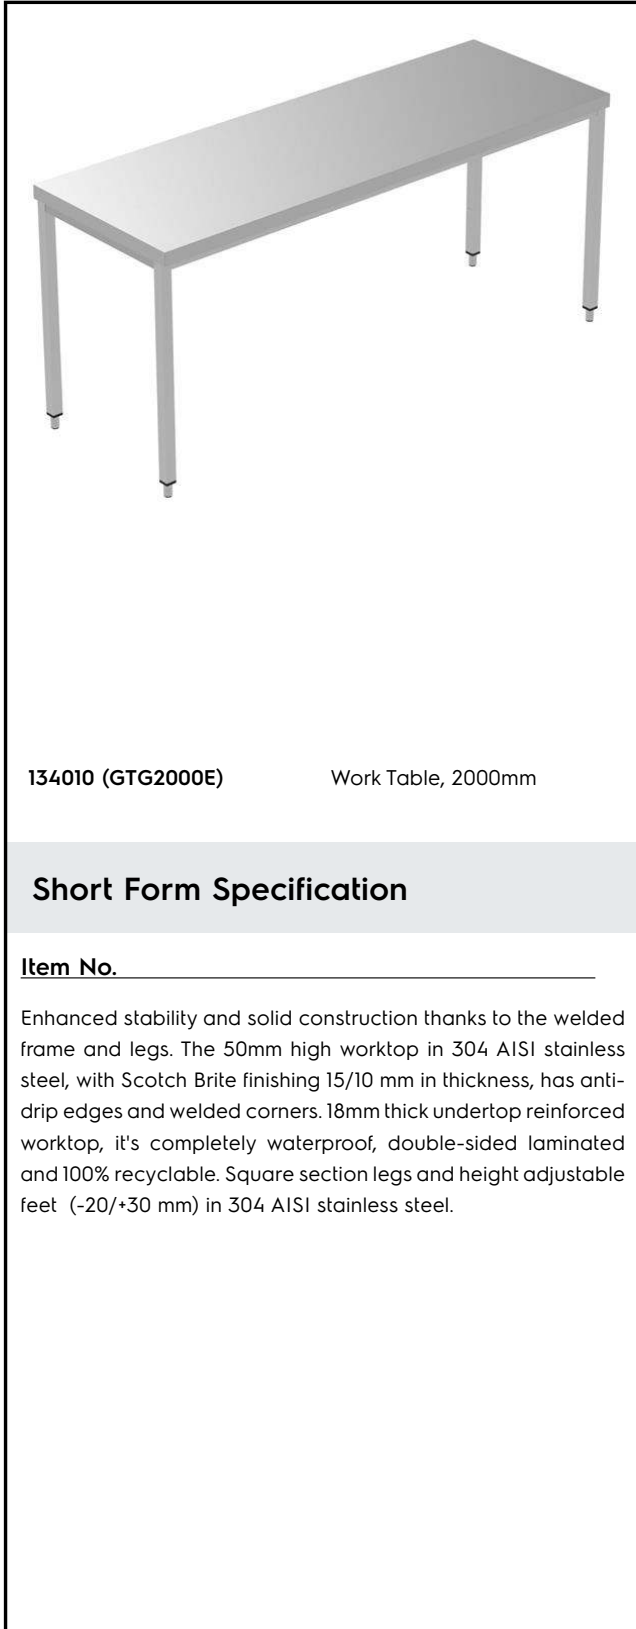 134010 (GTG2000E) Work Table, 2000mm
Short Form Specification
Item No.
Enhanced stability and solid construction thanks to the welded
frame and legs. The 50mm high worktop in 304 AISI stainless
steel, with Scotch Brite finishing 15/10 mm in thickness, has anti-
drip edges and welded corners. 18mm thick undertop reinforced
worktop, it's completely waterproof, double-sided laminated
and 100% recyclable. Square section legs and height adjustable
feet (-20/+30 mm) in 304 AISI stainless steel.